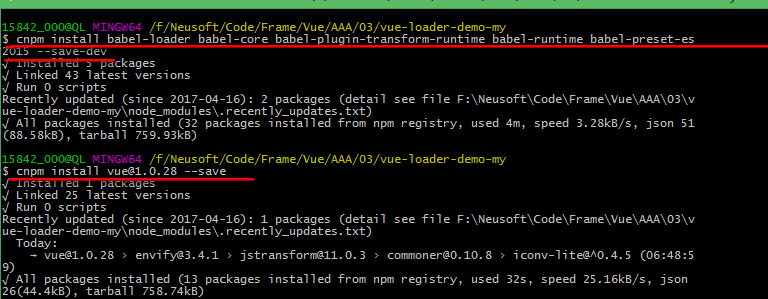 15842_000@QL MINGW64 /f/Neusoft/Code/Frame/Vue/AAA/03/vue-loader-demo-my
$ cnpm install babel-loader babel-core babel-plugin-transform-runtime babel-runtime babel-preset-es
2015 --save-dev
√ Installed 5 packages
√ Linked 43 latest versions
√ Run 0 scripts
Recently updated (since 2017-04-16): 2 packages (detail see file F:\Neusoft\Code\Frame\Vue\AAA\03\v
ue-loader-demo-my\node_modules\.recently_updates.txt)
√ All packages installed (32 packages installed from npm registry, used 4m, speed 3.28kB/s, json 51
(88.58kB), tarball 759.93kB)
15842_000@QL MINGW64 /f/Neusoft/Code/Frame/Vue/AAA/03/vue-loader-demo-my
$ cnpm install vue@1.0.28 --save
√ Installed 1 packages
√ Linked 25 latest versions
√ Run 0 scripts
Recently updated (since 2017-04-16): 1 packages (detail see file F:\Neusoft\Code\Frame\Vue\AAA\03\v
ue-loader-demo-my\node_modules\.recently_updates.txt)
Today:
→ vue@1.0.28 › envify@3.4.1 › jstransform@11.0.3 › commoner@0.10.8 › iconv-lite@^0.4.5 (06:48:5
9)
√ All packages installed (13 packages installed from npm registry, used 32s, speed 25.16kB/s, json
26(44.4kB), tarball 758.74kB)